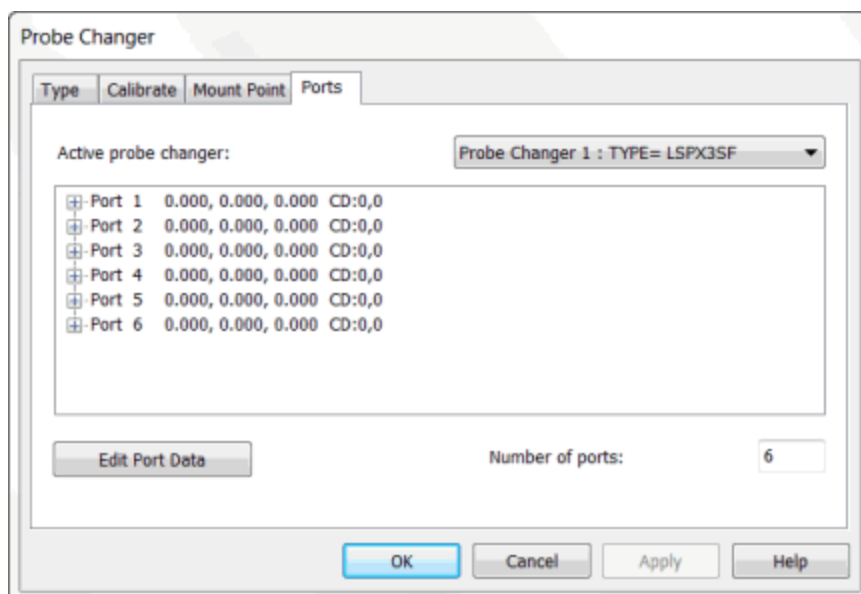 Probe Changer
Type Calibrate Mount Point Ports
Active probe changer: Probe Changer 1 : TYPE= LSPX3SF
Port 1 0.000, 0.000, 0.000 CD:0,0
Port 2 0.000, 0.000, 0.000 CD:0,0
Port 3 0.000, 0.000, 0.000 CD:0,0
Port 4 0.000, 0.000, 0.000 CD:0,0
Port 5 0.000, 0.000, 0.000 CD:0,0
Port 6 0.000, 0.000, 0.000 CD:0,0
Edit Port Data Number of ports: 6
OK Cancel Apply Help